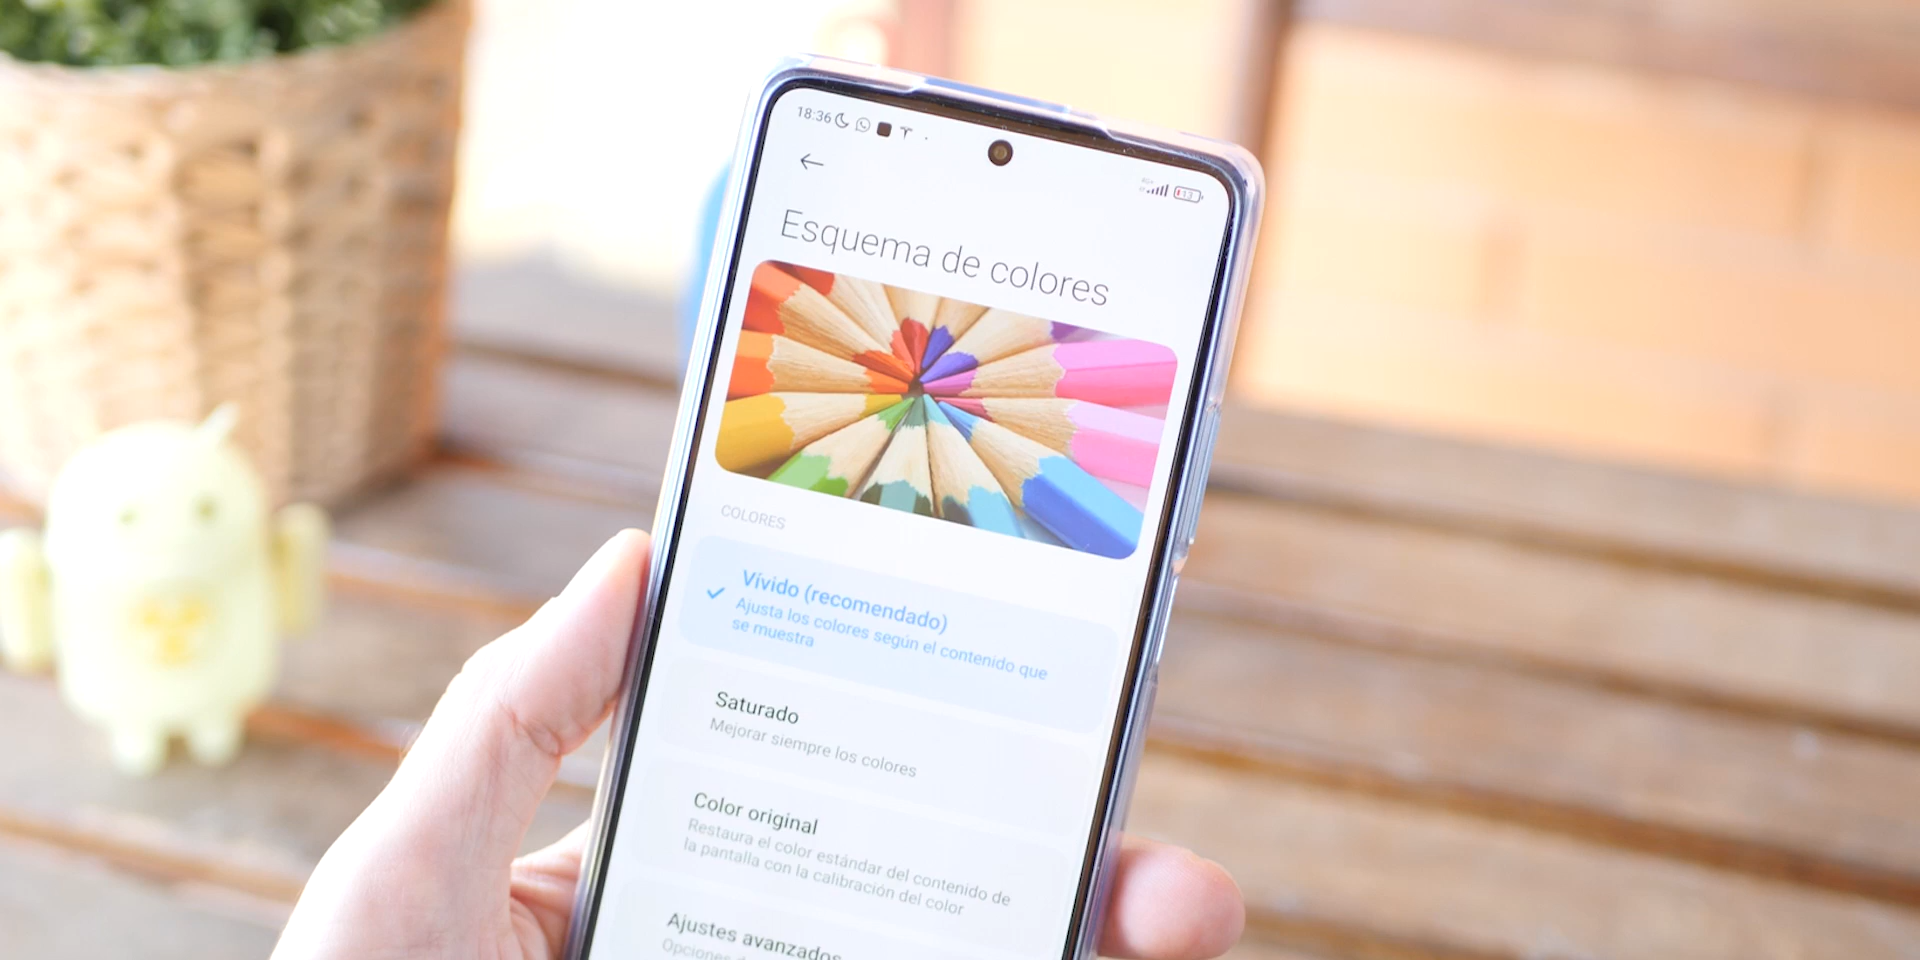 18:36
13
Esquema de colores
COLORES
Vívido (recomendado)
Ajusta los colores según el contenido que
se muestra
Saturado
Mejorar siempre los colores
Color original
Restaura el color estándar del contenido de
la pantalla con la calibración del color
Ajustes avanzados
Opciones